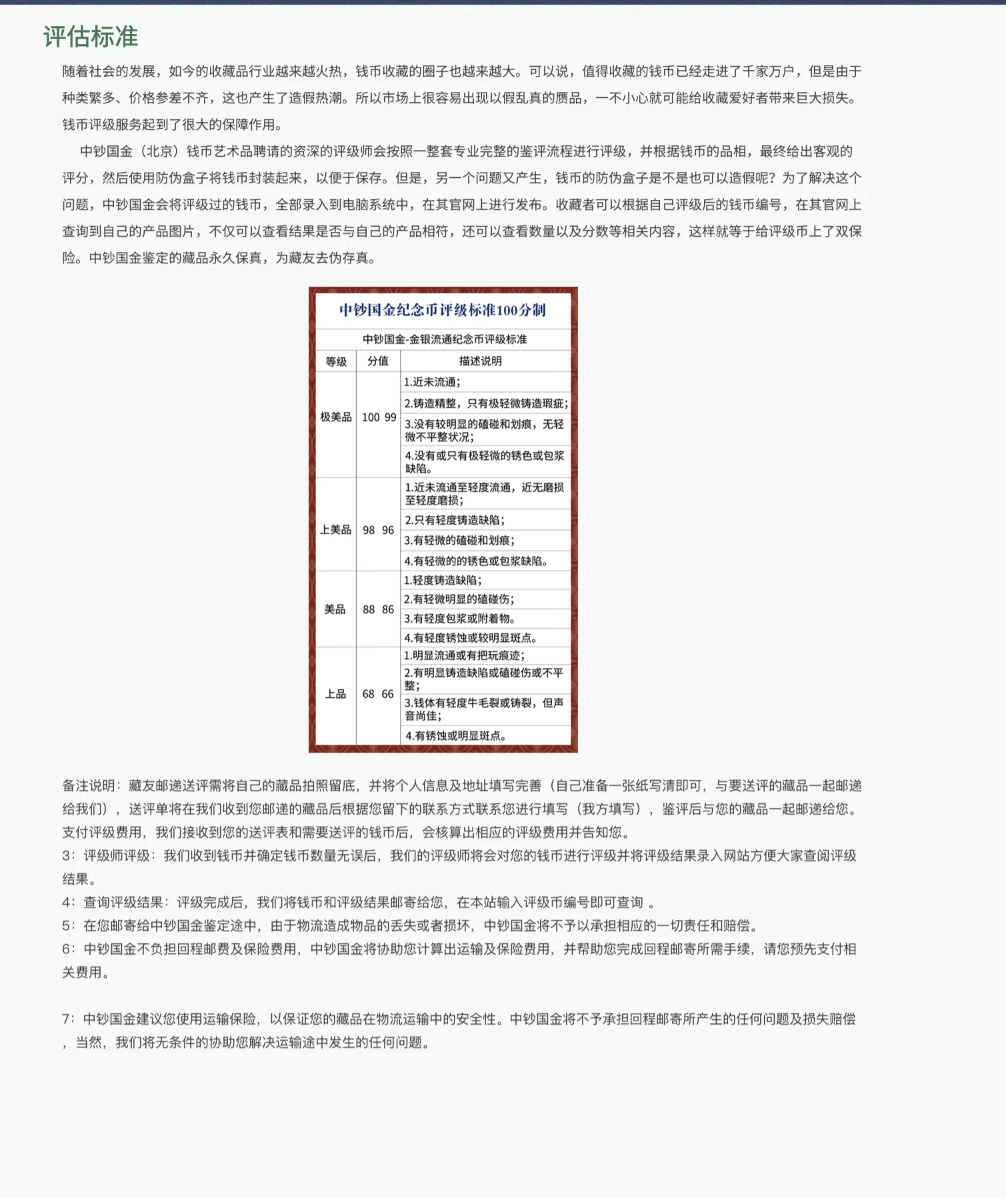 评估标准
随着社会的发展，如今的收藏品行业越来越火热，钱币收藏的圈子也越来越大。可以说，值得收藏的钱币已经走进了千家万户，但是由于
种类繁多、价格参差不齐，这也产生了造假热潮。所以市场上很容易出现以假乱真的赝品，一不小心就可能给收藏爱好者带来巨大损失。
钱币评级服务起到了很大的保障作用。
中钞国金（北京）钱币艺术品聘请的资深的评级师会按照一整套专业完整的鉴评流程进行评级，并根据钱币的品相，最终给出客观的
评分，然后使用防伪盒子将钱币封装起来，以便于保存。但是，另一个问题又产生，钱币的防伪盒子是不是也可以造假呢？为了解决这个
问题，中钞国金会将评级过的钱币，全部录入到电脑系统中，在其官网上进行发布。收藏者可以根据自己评级后的钱币编号，在其官网上
查询到自己的产品图片，不仅可以查看结果是否与自己的产品相符，还可以查看数量以及分数等相关内容，这样就等于给评级币上了双保
险。中钞国金鉴定的藏品永久保真，为藏友去伪存真。
中钞国金纪念币评级标准100分制
中钞国金-金银流通纪念币评级标准
等级 分值 描述说明
极美品 100 99
1.近未流通；
2.铸造精整，只有极轻微铸造瑕疵；
3.没有较明显的磕碰和划痕，无轻
微不平整状况；
4.没有或只有极轻微的锈色或包浆
缺陷。
上美品 98 96
1.近未流通至轻度流通，近无磨损
至轻度磨损；
2.只有轻度铸造缺陷；
3.有轻微的磕碰和划痕；
4.有轻微的的锈色或包浆缺陷。
美品 88 86
1.轻度铸造缺陷；
2.有轻微明显的磕碰伤；
3.有轻度包浆或附着物。
4.有轻度锈蚀或较明显斑点。
上品 68 66
1.明显流通或有把玩痕迹；
2.有明显铸造缺陷或磕碰伤或不平
整；
3.钱体有轻度牛毛裂或铸裂，但声
音尚佳；
4.有锈蚀或明显斑点。
备注说明：藏友邮递送评需将自己的藏品拍照留底，并将个人信息及地址填写完善（自己准备一张纸写清即可，与要送评的藏品一起邮递
给我们），送评单将在我们收到您邮递的藏品后根据您留下的联系方式联系您进行填写（我方填写），鉴评后与您的藏品一起邮递给您。
支付评级费用，我们接收到您的送评表和需要送评的钱币后，会核算出相应的评级费用并告知您。
3：评级师评级：我们收到钱币并确定钱币数量无误后，我们的评级师将会对您的钱币进行评级并将评级结果录入网站方便大家查阅评级
结果。
4：查询评级结果：评级完成后，我们将钱币和评级结果邮寄给您，在本站输入评级币编号即可查询 。
5：在您邮寄给中钞国金鉴定途中，由于物流造成物品的丢失或者损坏，中钞国金将不予以承担相应的一切责任和赔偿。
6：中钞国金不负担回程邮费及保险费用，中钞国金将协助您计算出运输及保险费用，并帮助您完成回程邮寄所需手续，请您预先支付相
关费用。
7：中钞国金建议您使用运输保险，以保证您的藏品在物流运输中的安全性。中钞国金将不予承担回程邮寄所产生的任何问题及损失赔偿
，当然，我们将无条件的协助您解决运输途中发生的任何问题。